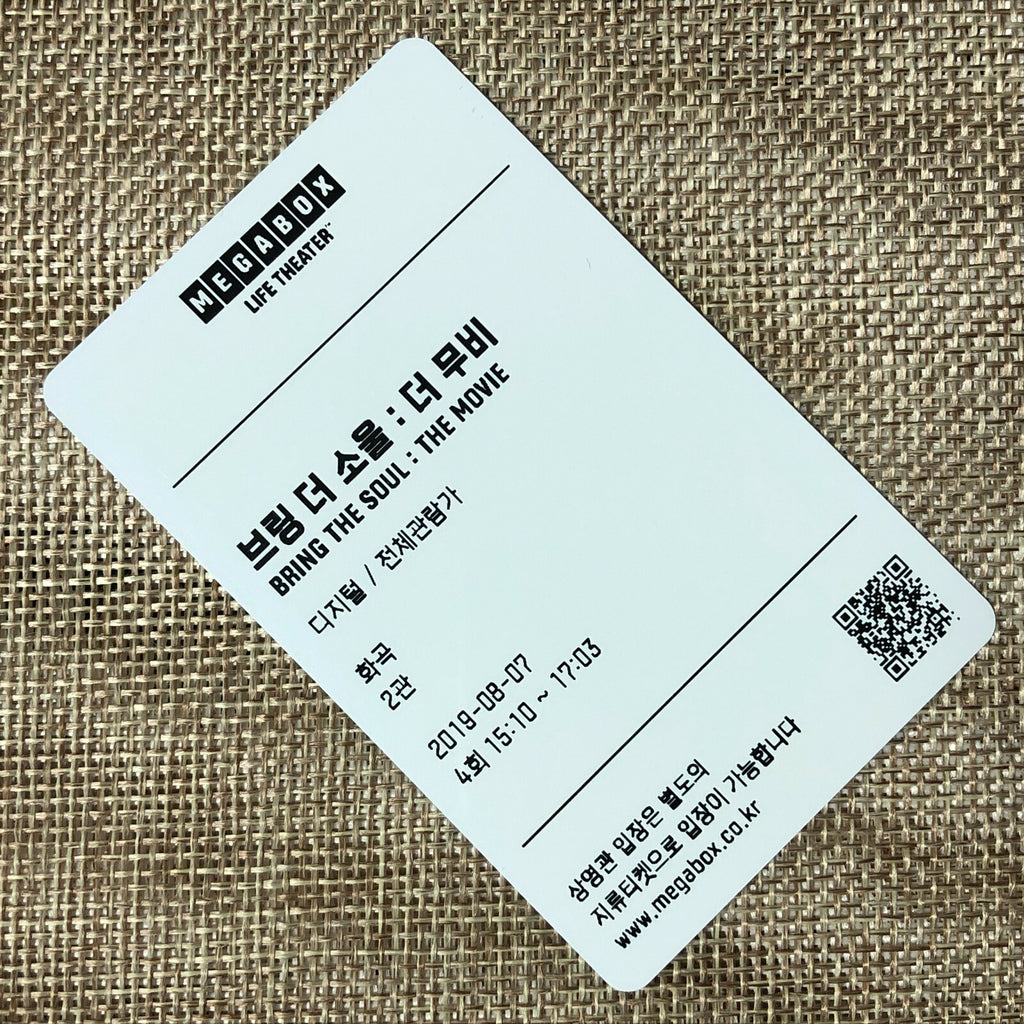 MEGABOX
LIFE THEATER™
브링 더 소울 : 더 무비
BRING THE SOUL : THE MOVIE
디지털 / 전체관람가
화곡
2관
2019-08-07
4회 15:10 ~ 17:03
상영관 입장은 별도의
지류티켓으로 입장이 가능합니다
www.megabox.co.kr